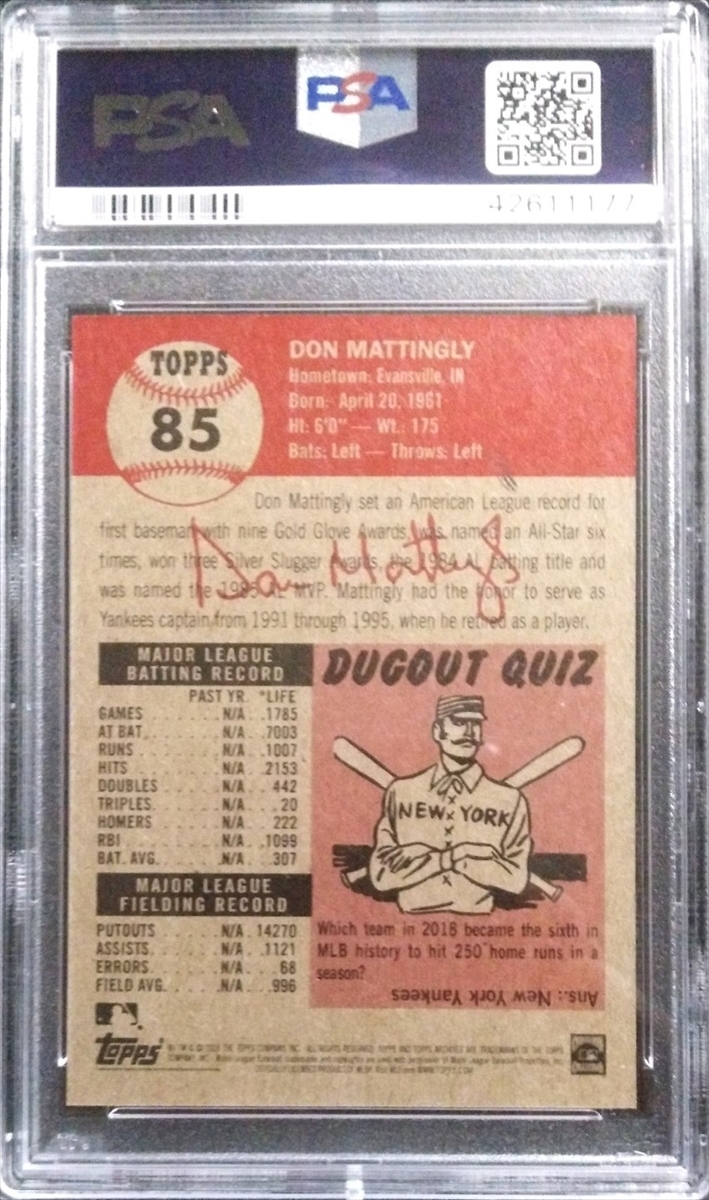 PSA
PSA
42611177
TOPPS
85
DON MATTINGLY
Hometown: Evansville, IN
Born: April 20, 1961
Ht: 6'0" — Wt.: 175
Bats: Left — Throws: Left
Don Mattingly set an American League record for
first baseman with nine Gold Glove Awards, was named an All-Star six
times, won three Silver Slugger Awards, the 1984 AL batting title and
was named the 1985 AL MVP. Mattingly had the honor to serve as
Yankees captain from 1991 through 1995, when he retired as a player.
Don Mattingly
MAJOR LEAGUE
BATTING RECORD
PAST YR. *LIFE
GAMES . . . . . . N/A . .1785
AT BAT. . . . . . N/A . .7003
RUNS . . . . . . N/A . .1007
HITS . . . . . . N/A . .2153
DOUBLES . . . . . N/A . . .442
TRIPLES. . . . . . N/A . . . .20
HOMERS . . . . . N/A . . .222
RBI . . . . . . . N/A . .1099
BAT. AVG. . . . . N/A . . .307
MAJOR LEAGUE
FIELDING RECORD
PUTOUTS . . . . . N/A . 14270
ASSISTS. . . . . . N/A . .1121
ERRORS . . . . . N/A . . . .68
FIELD AVG. . . . . N/A . . .996
DUGOUT QUIZ
NEW YORK
Which team in 2018 became the sixth in
MLB history to hit 250 home runs in a
season?
Ans.: New York Yankees
TOPPS